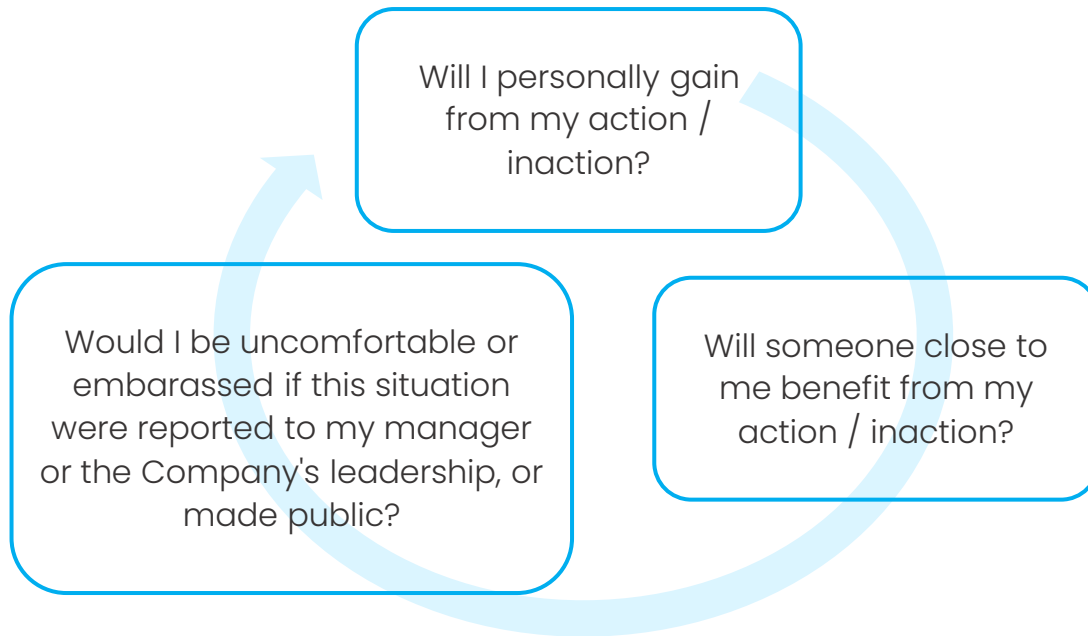 Will I personally gain
from my action /
inaction?
Will someone close to
me benefit from my
action / inaction?
Would I be uncomfortable or
embarassed if this situation
were reported to my manager
or the Company's leadership, or
made public?